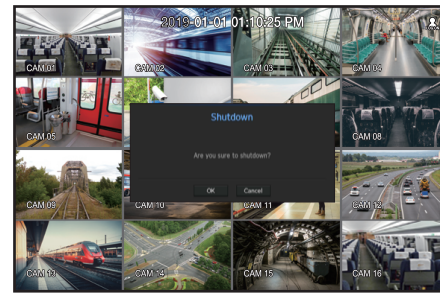 2019-01-01 01:10:25 PM
CAM 01
CAM 02
CAM 03
CAM 04
Shutdown
CAM 05
CAM 08
Are you sure to shutdown?
OK
Cancel
CAM 09
CAM 10
CAM 11
CAM 12
CAM 13
CAM 14
CAM 15
CAM 16